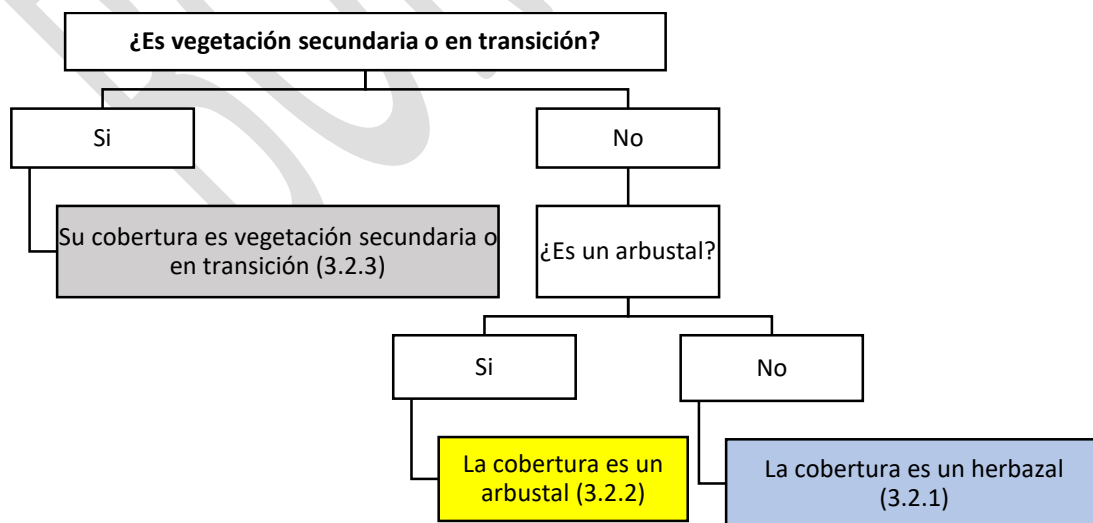 ¿Es vegetación secundaria o en transición?
Si
No
Su cobertura es vegetación secundaria o
en transición (3.2.3)
¿Es un arbustal?
Si
No
La cobertura es un
arbustal (3.2.2)
La cobertura es un herbazal
(3.2.1)